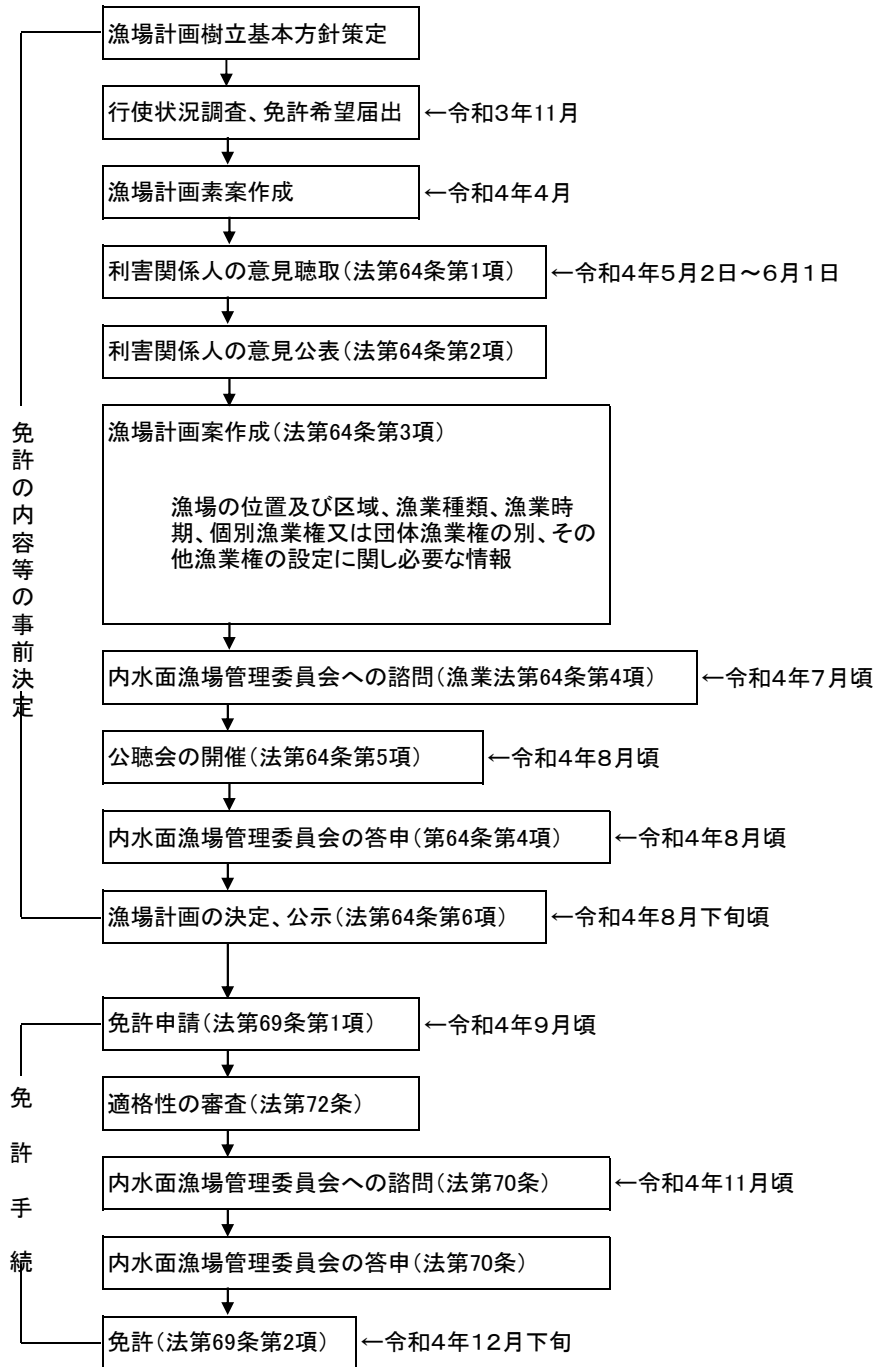 漁場計画樹立基本方針策定
行使状況調査、免許希望届出 ←令和3年11月
漁場計画素案作成 ←令和4年4月
利害関係人の意見聴取(法第64条第1項) ←令和4年5月2日～6月1日
利害関係人の意見公表(法第64条第2項)
漁場計画案作成(法第64条第3項)
漁場の位置及び区域、漁業種類、漁業時
期、個別漁業権又は団体漁業権の別、その
他漁業権の設定に関し必要な情報
内水面漁場管理委員会への諮問(漁業法第64条第4項) ←令和4年7月頃
公聴会の開催(法第64条第5項) ←令和4年8月頃
内水面漁場管理委員会の答申(第64条第4項) ←令和4年8月頃
漁場計画の決定、公示(法第64条第6項) ←令和4年8月下旬頃
免許の内容等の事前決定
免許申請(法第69条第1項) ←令和4年9月頃
適格性の審査(法第72条)
内水面漁場管理委員会への諮問(法第70条) ←令和4年11月頃
内水面漁場管理委員会の答申(法第70条)
免許(法第69条第2項) ←令和4年12月下旬
免許手続